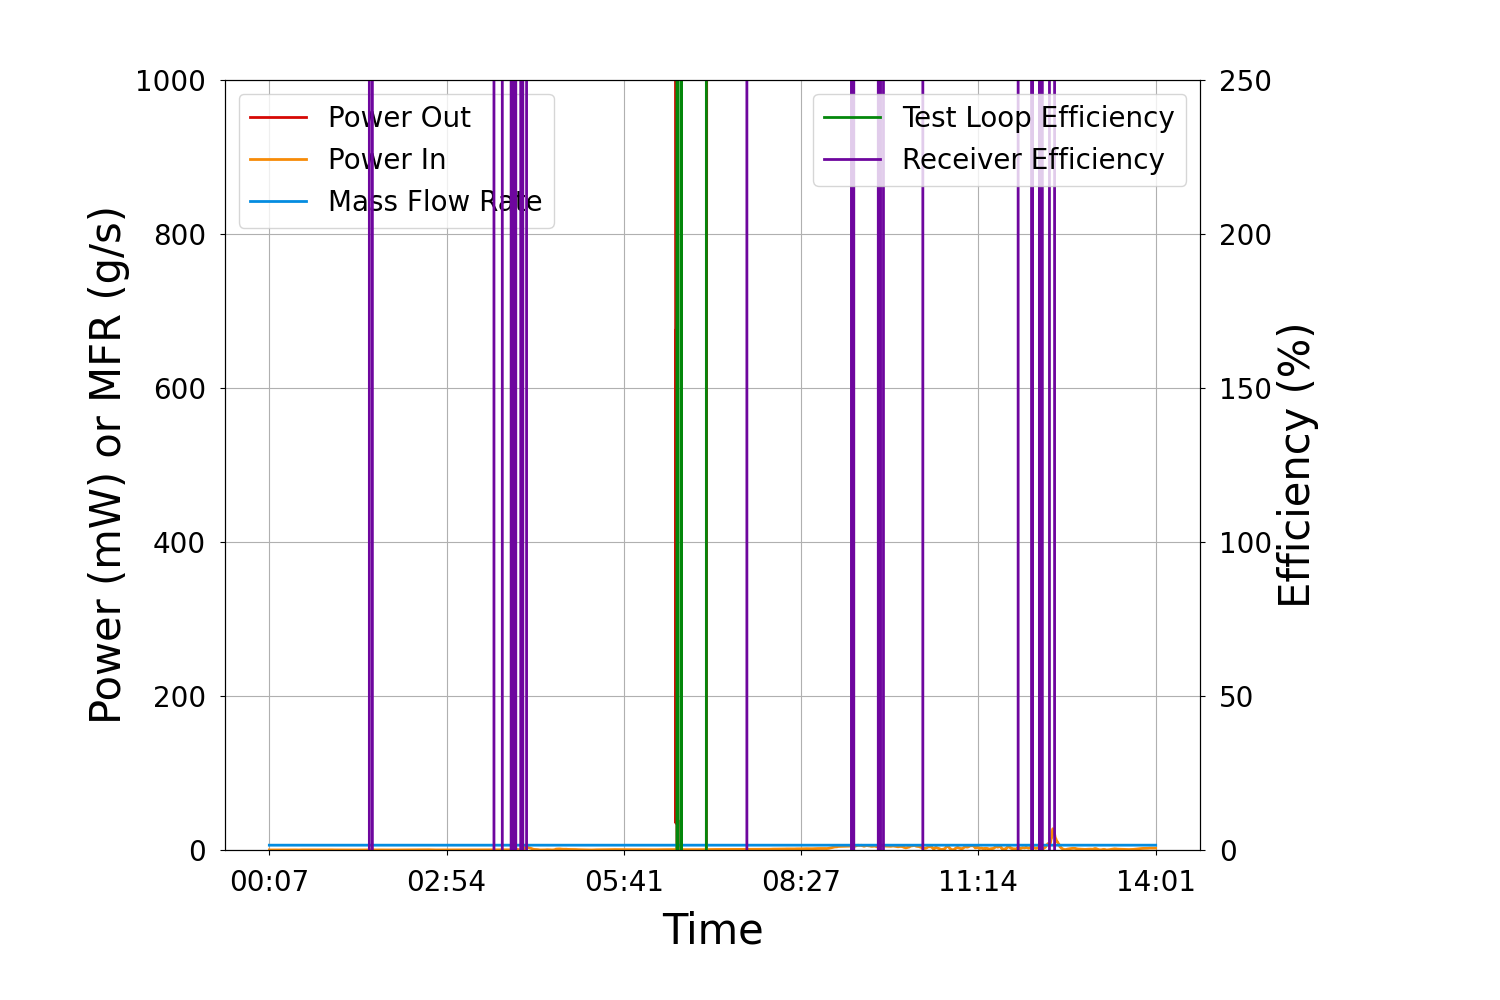 1000
800
600
400
200
0
Power (mW) or MFR (g/s)
Power Out
Power In
Mass Flow Rate
Test Loop Efficiency
Receiver Efficiency
250
200
150
100
50
0
Efficiency (%)
00:07 02:54 05:41 08:27 11:14 14:01
Time